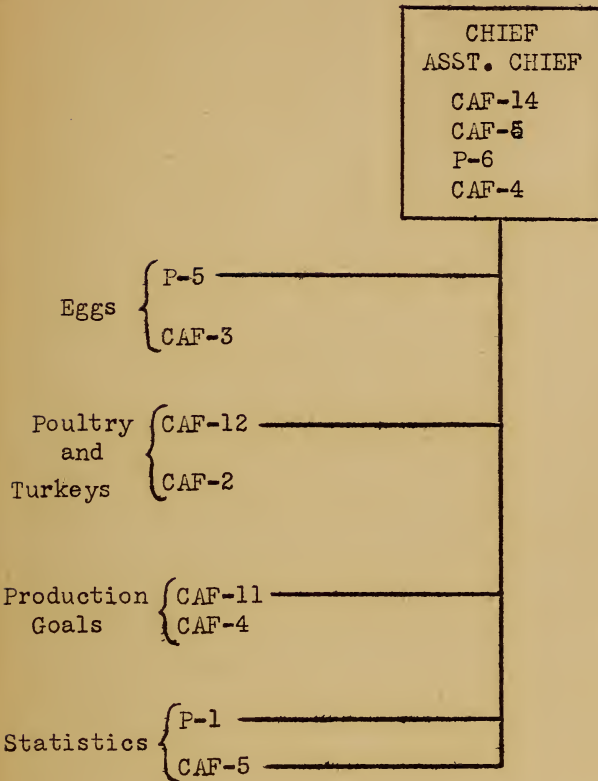 CHIEF
ASST. CHIEF
CAF-14
CAF-5
P-6
CAF-4
Eggs
P-5
CAF-3
Poultry
and
Turkeys
CAF-12
CAF-2
Production
Goals
CAF-11
CAF-4
Statistics
P-1
CAF-5